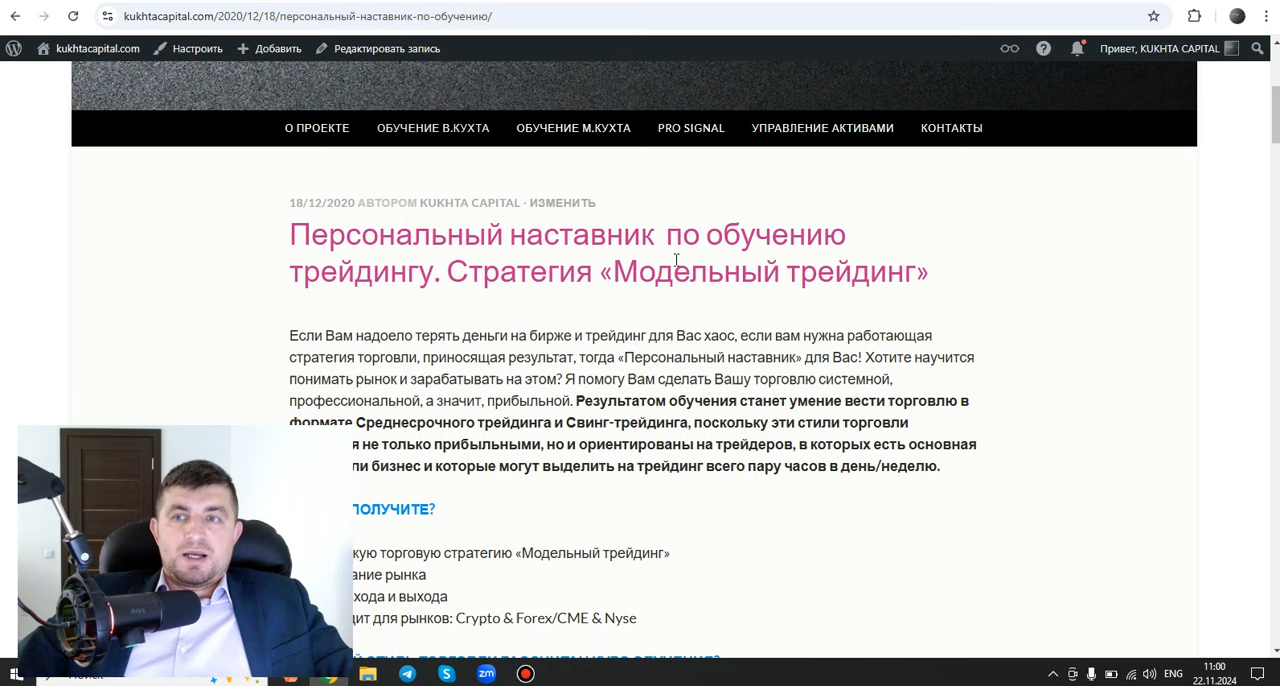 kukhtacapital.com/2020/12/18/персональный-наставник-по-обучению/
kukhtacapital.com Настроить Добавить Редактировать запись Привет, KUKHTA CAPITAL
О ПРОЕКТЕ ОБУЧЕНИЕ В.КУХТА ОБУЧЕНИЕ М.КУХТА PRO SIGNAL УПРАВЛЕНИЕ АКТИВАМИ КОНТАКТЫ
18/12/2020 АВТОРОМ KUKHTA CAPITAL · ИЗМЕНИТЬ
Персональный наставник по обучению
трейдингу. Стратегия «Модельный трейдинг»
Если Вам надоело терять деньги на бирже и трейдинг для Вас хаос, если вам нужна работающая
стратегия торговли, приносящая результат, тогда «Персональный наставник» для Вас! Хотите научится
понимать рынок и зарабатывать на этом? Я помогу Вам сделать Вашу торговлю системной,
профессиональной, а значит, прибыльной. Результатом обучения станет умение вести торговлю в
формате Среднесрочного трейдинга и Свинг-трейдинга, поскольку эти стили торговли
не только прибыльными, но и ориентированы на трейдеров, в которых есть основная
ли бизнес и которые могут выделить на трейдинг всего пару часов в день/неделю.
ПОЛУЧИТЕ?
кую торговую стратегию «Модельный трейдинг»
ание рынка
хода и выхода
дит для рынков: Crypto & Forex/CME & Nyse
zm
ENG
11:00
22.11.2024